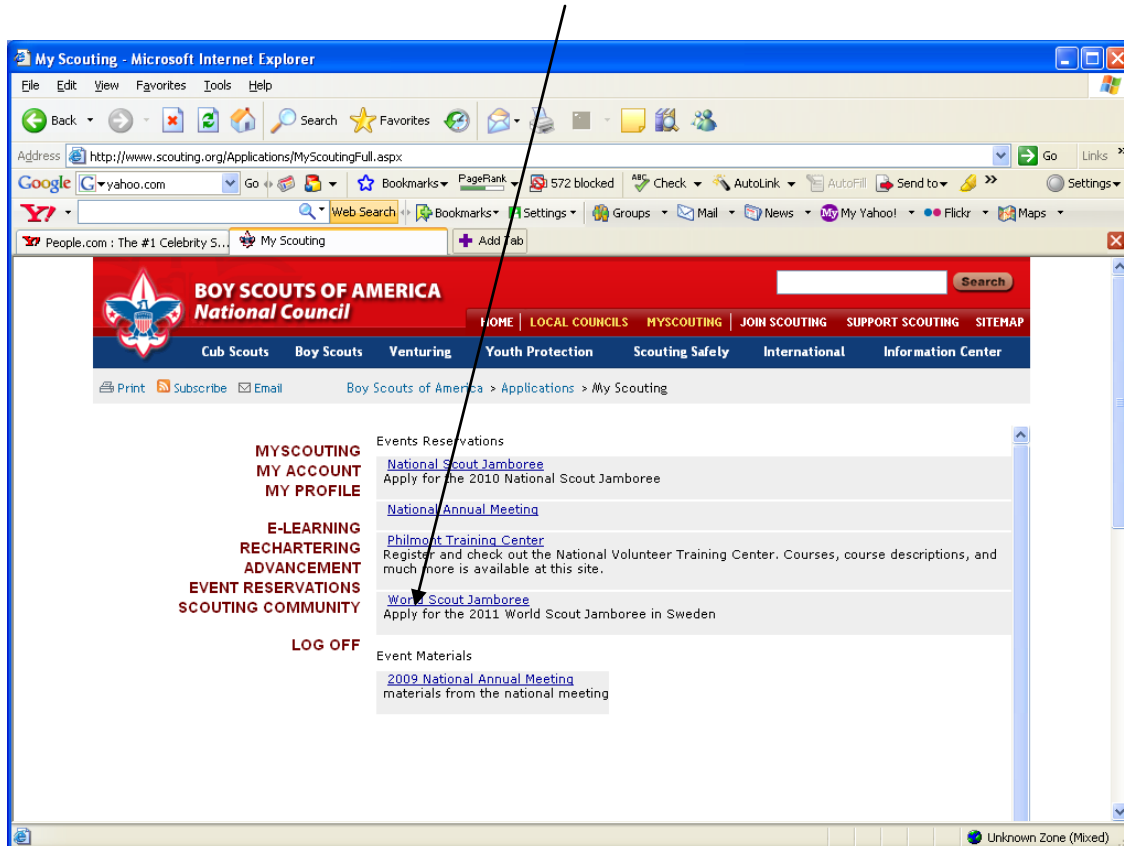 My Scouting - Microsoft Internet Explorer
File Edit View Favorites Tools Help
Back Search Favorites
Address http://www.scouting.org/Applications/MyScoutingFull.aspx Go Links »
Google G yahoo.com Go Bookmarks PageRank 572 blocked ABC Check AutoLink AutoFill Send to » Settings
Y7 Web Search Bookmarks Settings Groups Mail News My My Yahoo! Flickr Maps
Y7 People.com : The #1 Celebrity S... My Scouting Add Tab
BOY SCOUTS OF AMERICA
National Council
Search
HOME LOCAL COUNCILS MYSCOUTING JOIN SCOUTING SUPPORT SCOUTING SITEMAP
Cub Scouts Boy Scouts Venturing Youth Protection Scouting Safely International Information Center
Print Subscribe Email Boy Scouts of America > Applications > My Scouting
MYSCOUTING
MY ACCOUNT
MY PROFILE
E-LEARNING
RECHARTERING
ADVANCEMENT
EVENT RESERVATIONS
SCOUTING COMMUNITY
LOG OFF
Events Reservations
National Scout Jamboree
Apply for the 2010 National Scout Jamboree
National Annual Meeting
Philmont Training Center
Register and check out the National Volunteer Training Center. Courses, course descriptions, and
much more is available at this site.
World Scout Jamboree
Apply for the 2011 World Scout Jamboree in Sweden
Event Materials
2009 National Annual Meeting
materials from the national meeting
Unknown Zone (Mixed)